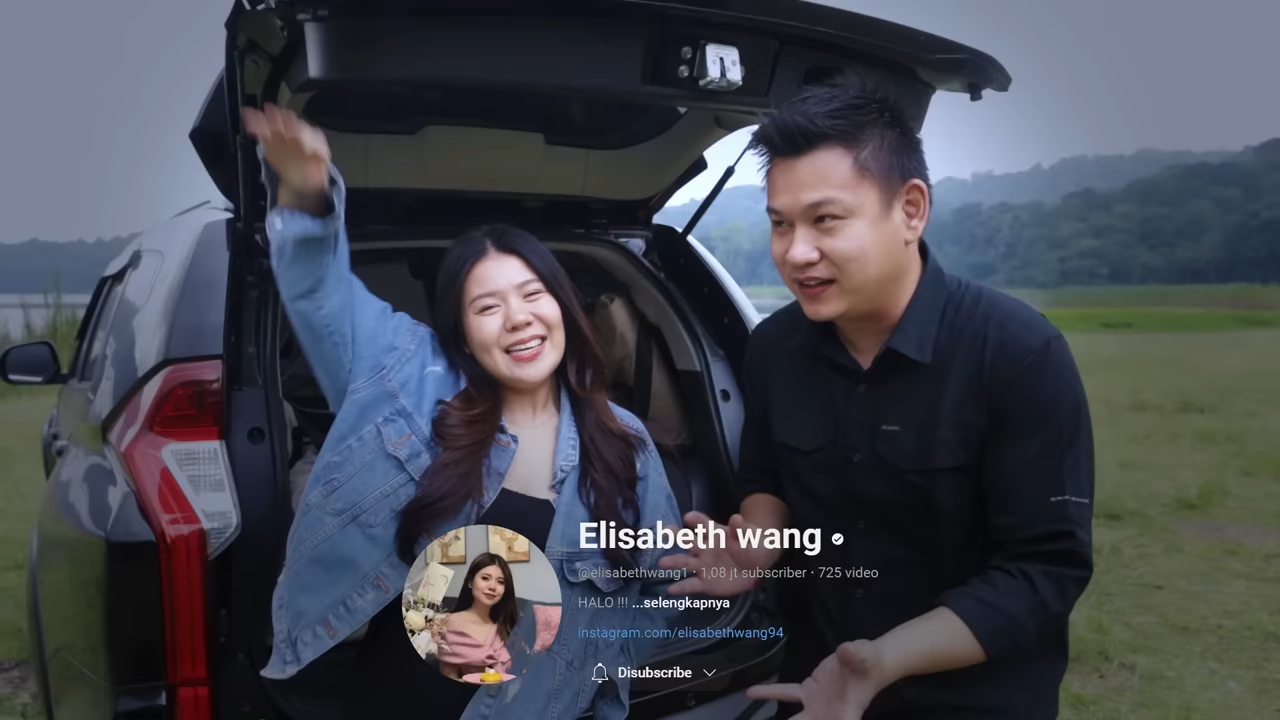 Elisabeth wang
@elisabethwang1 · 1,08 jt subscriber · 725 video
HALO !!! ...selengkapnya
instagram.com/elisabethwang94
Disubscribe